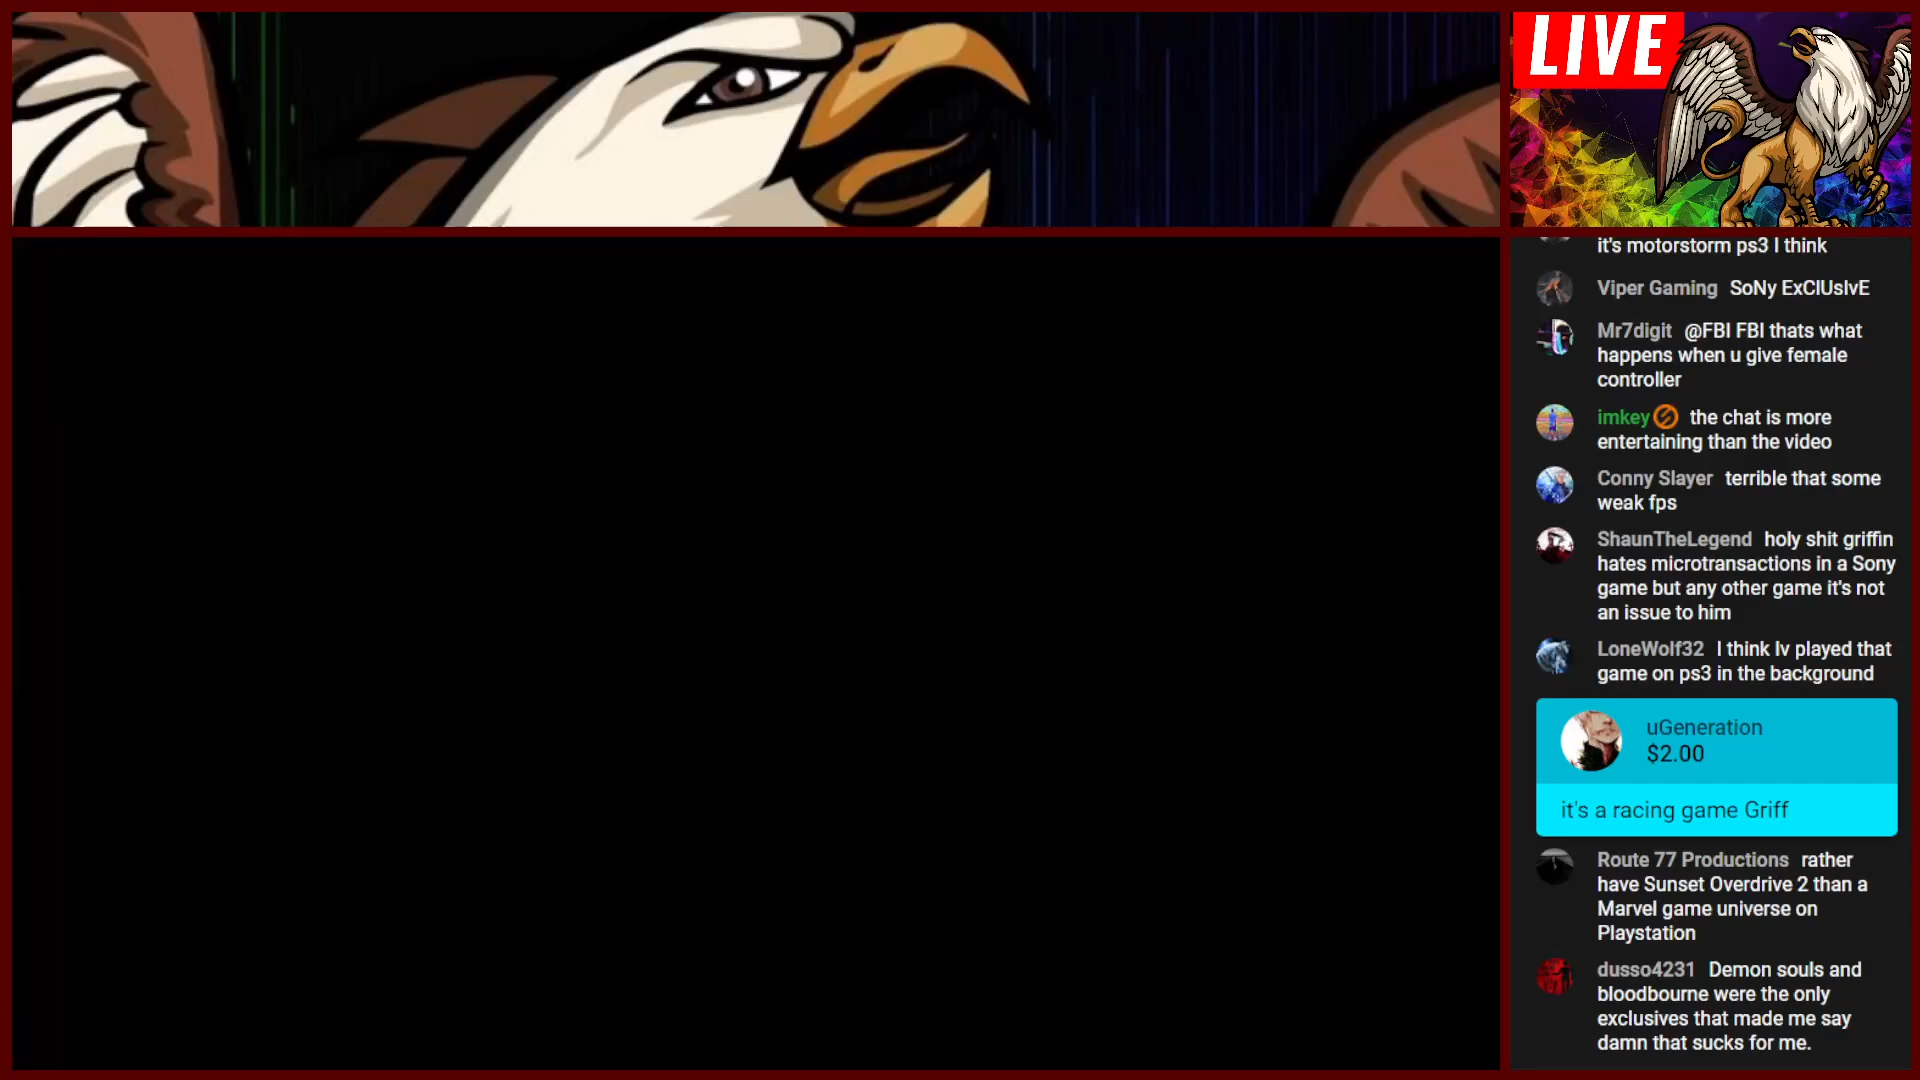 LIVE
it's motorstorm ps3 I think
Viper Gaming SoNy ExClUsIvE
Mr7digit @FBI FBI thats what
happens when u give female
controller
imkey the chat is more
entertaining than the video
Conny Slayer terrible that some
weak fps
ShaunTheLegend holy shit griffin
hates microtransactions in a Sony
game but any other game it's not
an issue to him
LoneWolf32 I think Iv played that
game on ps3 in the background
uGeneration
$2.00
it's a racing game Griff
Route 77 Productions rather
have Sunset Overdrive 2 than a
Marvel game universe on
Playstation
dusso4231 Demon souls and
bloodbourne were the only
exclusives that made me say
damn that sucks for me.